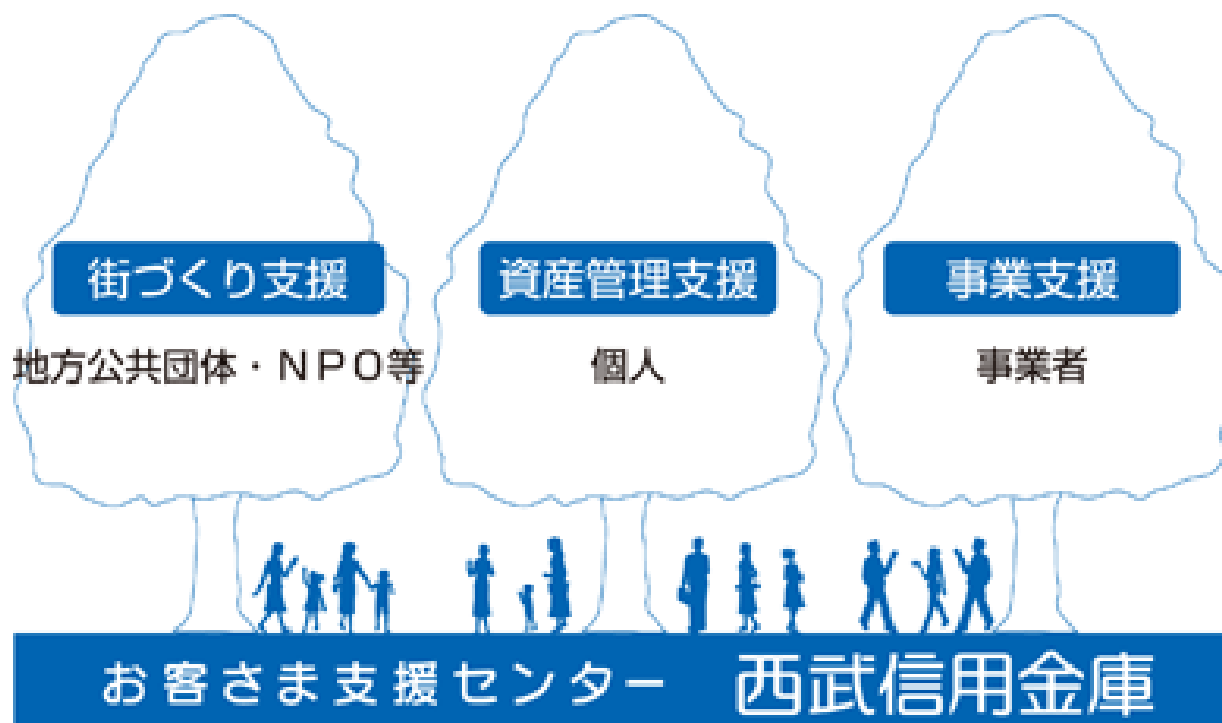 街づくり支援
地方公共団体・ＮＰＯ等
資産管理支援
個人
事業支援
事業者
お客さま支援センター 西武信用金庫